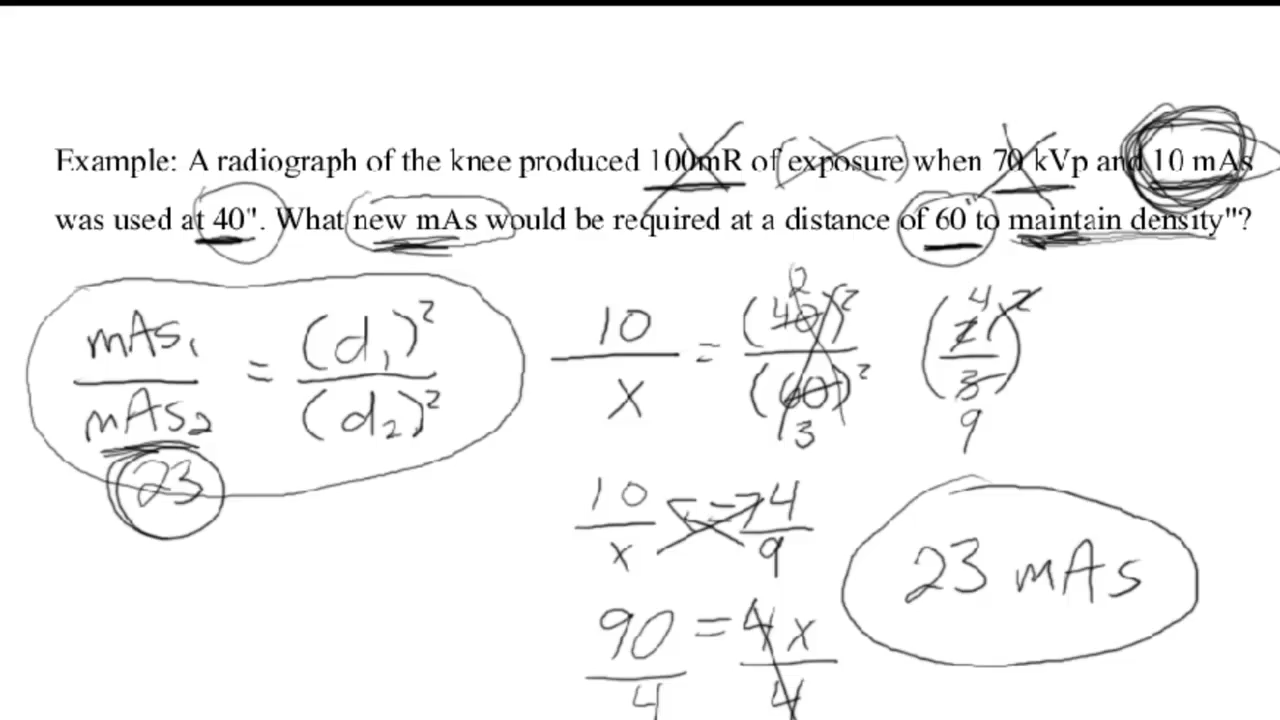 Example: A radiograph of the knee produced 100mR of exposure when 70 kVp and 10 mAs
was used at 40". What new mAs would be required at a distance of 60" to maintain density"?
mAs₁ / mAs₂ = (d₁)² / (d₂)²
23
10 / x = (40)² / (60)²
2
3
(2/3)²
4
9
10 / x = 4 / 9
90 / 4 = 4x / 4
23 mAs